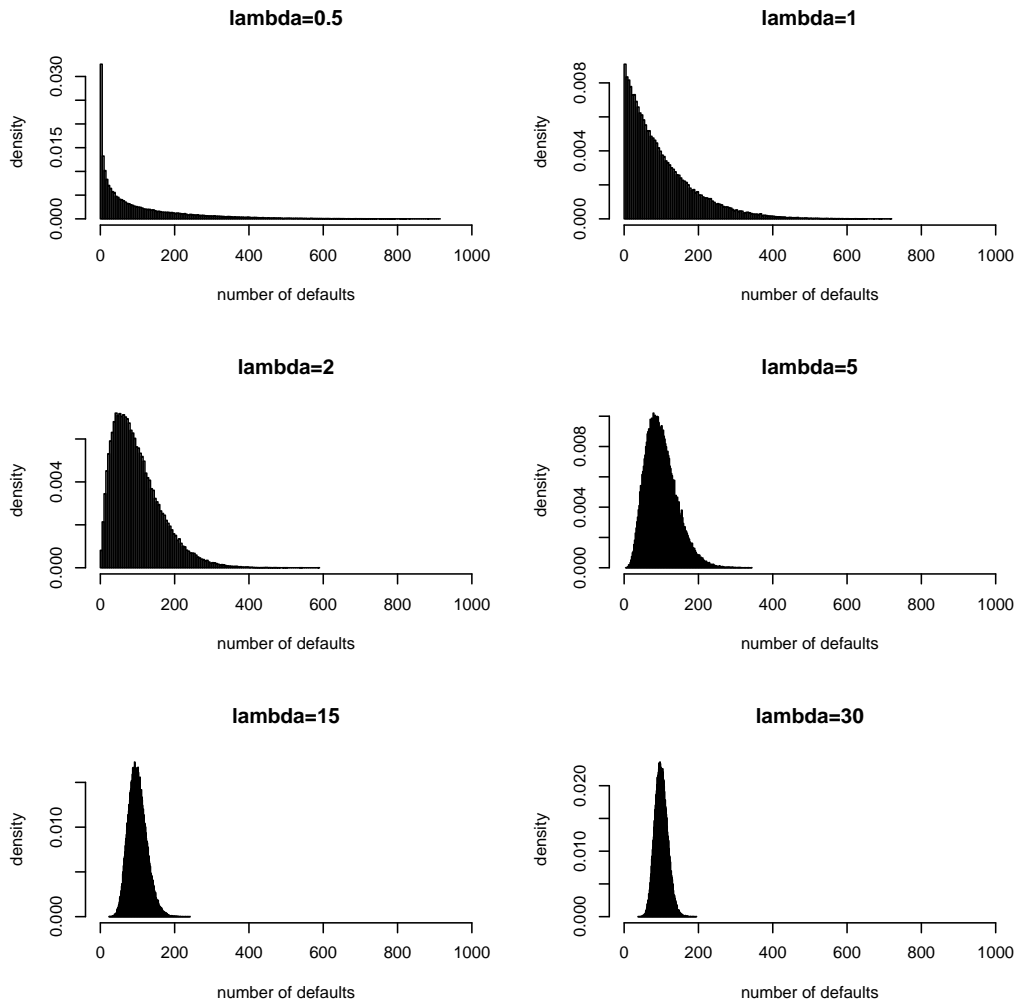 lambda=0.5
density
0.000
0.015
0.030
0 200 400 600 800 1000
number of defaults
lambda=1
density
0.000
0.004
0.008
0 200 400 600 800 1000
number of defaults
lambda=2
density
0.000
0.004
0 200 400 600 800 1000
number of defaults
lambda=5
density
0.000
0.004
0.008
0 200 400 600 800 1000
number of defaults
lambda=15
density
0.000
0.010
0 200 400 600 800 1000
number of defaults
lambda=30
density
0.000
0.010
0.020
0 200 400 600 800 1000
number of defaults